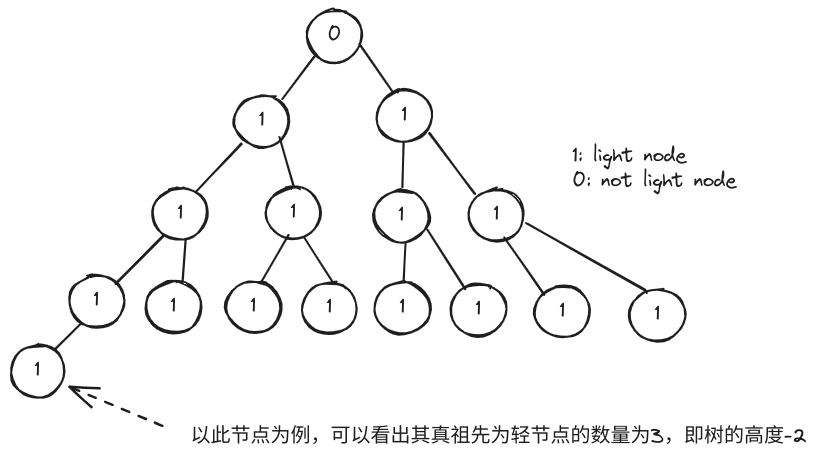 0
1 1
1: light node
0: not light node
1 1 1 1
1 1 1 1 1 1 1 1
1
以此节点为例，可以看出其真祖先为轻节点的数量为3，即树的高度-2